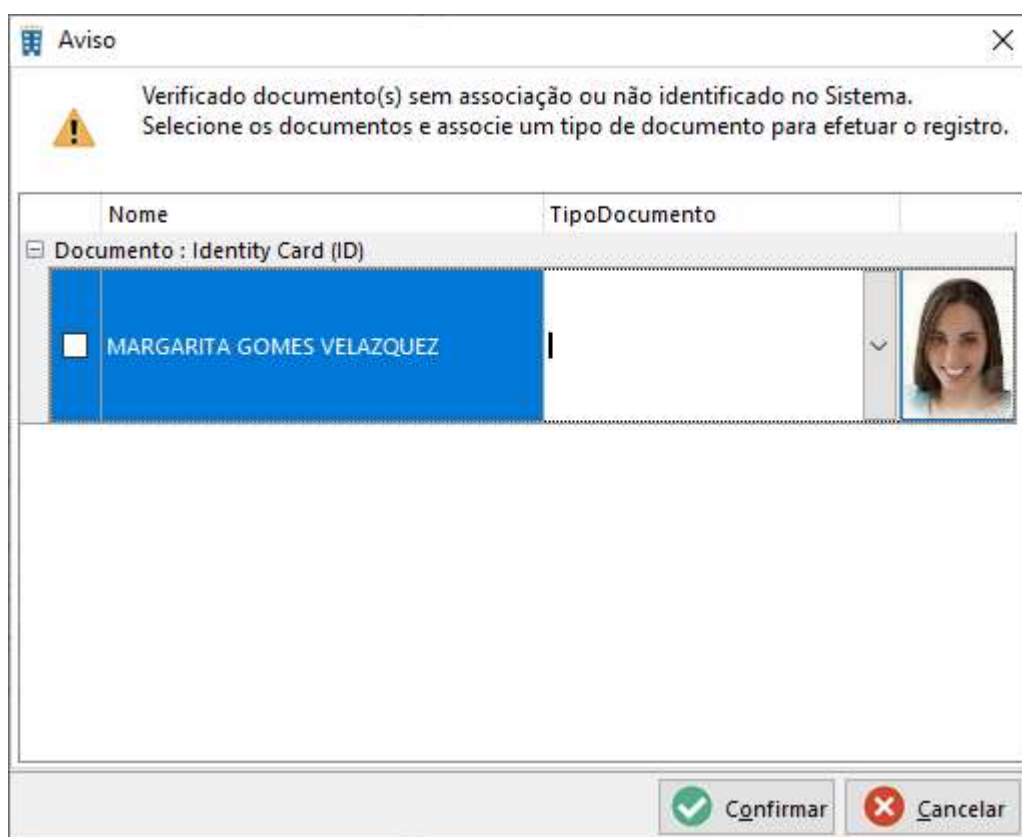 Aviso
Verificado documento(s) sem associação ou não identificado no Sistema.
Selecione os documentos e associe um tipo de documento para efetuar o registro.
Nome TipoDocumento
Documento : Identity Card (ID)
MARGARITA GOMES VELAZQUEZ
Confirmar Cancelar